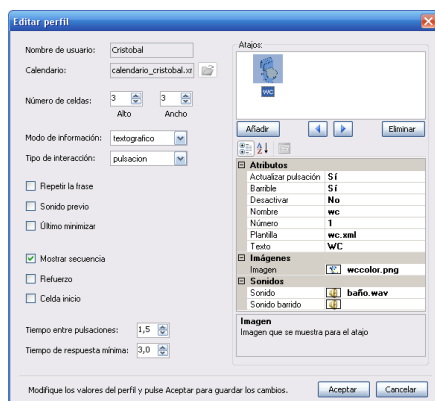 Editar perfil
Nombre de usuario: Cristobal
Calendario: calendario_cristobal.xr
Número de celdas: 3 3
Alto Ancho
Modo de información: textografico
Tipo de interacción: pulsacion
Repetir la frase
Sonido previo
Último minimizar
Mostrar secuencia
Refuerzo
Celda inicio
Tiempo entre pulsaciones: 1,5
Tiempo de respuesta mínima: 3,0
Atajos:
wc
Añadir Eliminar
Atributos
Actualizar pulsación Sí
Barrible Sí
Desactivar No
Nombre wc
Número 1
Plantilla wc.xml
Texto WC
Imágenes
Imagen wccolor.png
Sonidos
Sonido baño.wav
Sonido barrido
Imagen
Imagen que se muestra para el atajo
Modifique los valores del perfil y pulse Aceptar para guardar los cambios. Aceptar Cancelar